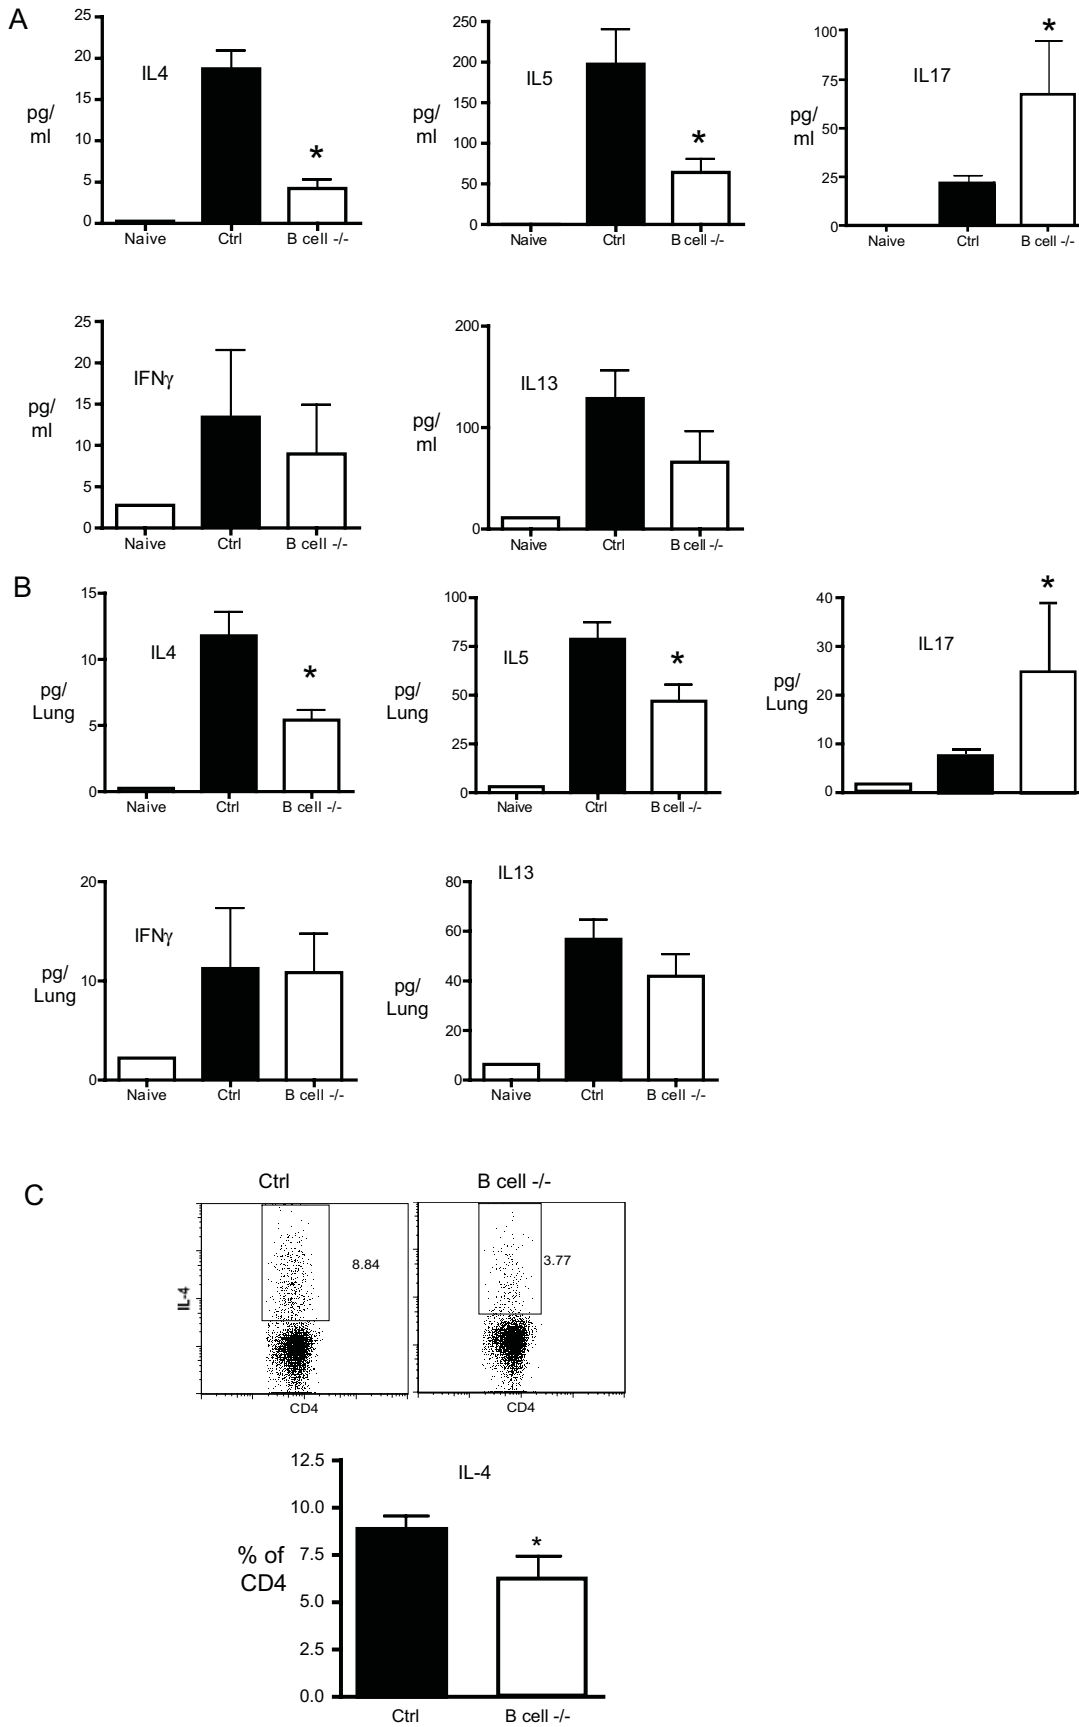 A
25
20
15
10
5
0
pg/
ml
IL4
*
Naive
Ctrl
B cell -/-
250
200
150
100
50
0
pg/
ml
IL5
*
Naive
Ctrl
B cell -/-
100
75
50
25
0
pg/
ml
IL17
*
Naive
Ctrl
B cell -/-
25
20
15
10
5
0
pg/
ml
IFNγ
Naive
Ctrl
B cell -/-
200
100
0
pg/
ml
IL13
Naive
Ctrl
B cell -/-
B
15
10
5
0
pg/
Lung
IL4
*
Naive
Ctrl
B cell -/-
100
75
50
25
0
pg/
Lung
IL5
*
Naive
Ctrl
B cell -/-
40
30
20
10
0
pg/
Lung
IL17
*
20
10
0
pg/
Lung
IFNγ
Naive
Ctrl
B cell -/-
80
60
40
20
0
pg/
Lung
IL13
Naive
Ctrl
B cell -/-
C
Ctrl
8.84
IL-4
CD4
B cell -/-
3.77
CD4
12.5
10.0
7.5
5.0
2.5
0.0
% of
CD4
IL-4
*
Ctrl
B cell -/-